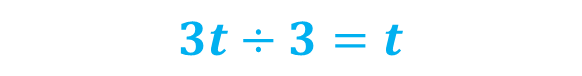 3t ÷ 3 = t